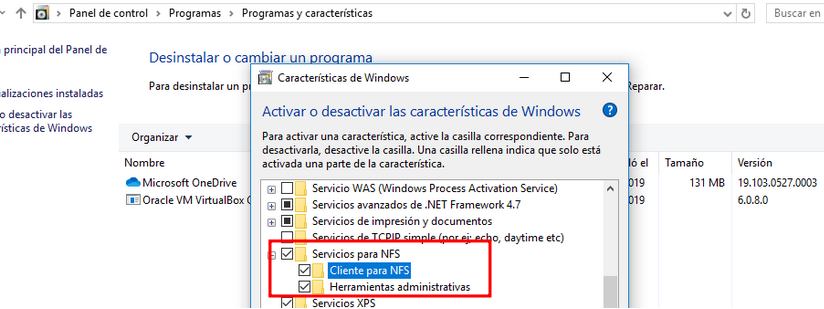 Panel de control > Programas > Programas y características
Buscar en
principal del Panel de
Desinstalar o cambiar un programa
Características de Windows
Para desinstalar un
Reparar.
alizaciones instaladas
o desactivar las
rísticas de Windows
Activar o desactivar las características de Windows
Para activar una característica, active la casilla correspondiente. Para
desactivarla, desactive la casilla. Una casilla rellena indica que solo está
activada una parte de la característica.
Organizar
Nombre
ló el
Tamaño
Versión
Microsoft OneDrive
019
131 MB
19.103.0527.0003
Oracle VM VirtualBox
019
6.0.8.0
Servicio WAS (Windows Process Activation Service)
Servicios avanzados de .NET Framework 4.7
Servicios de impresión y documentos
Servicios de TCPIP simple (por ej: echo, daytime etc)
Servicios para NFS
Cliente para NFS
Herramientas administrativas
Servicios XPS